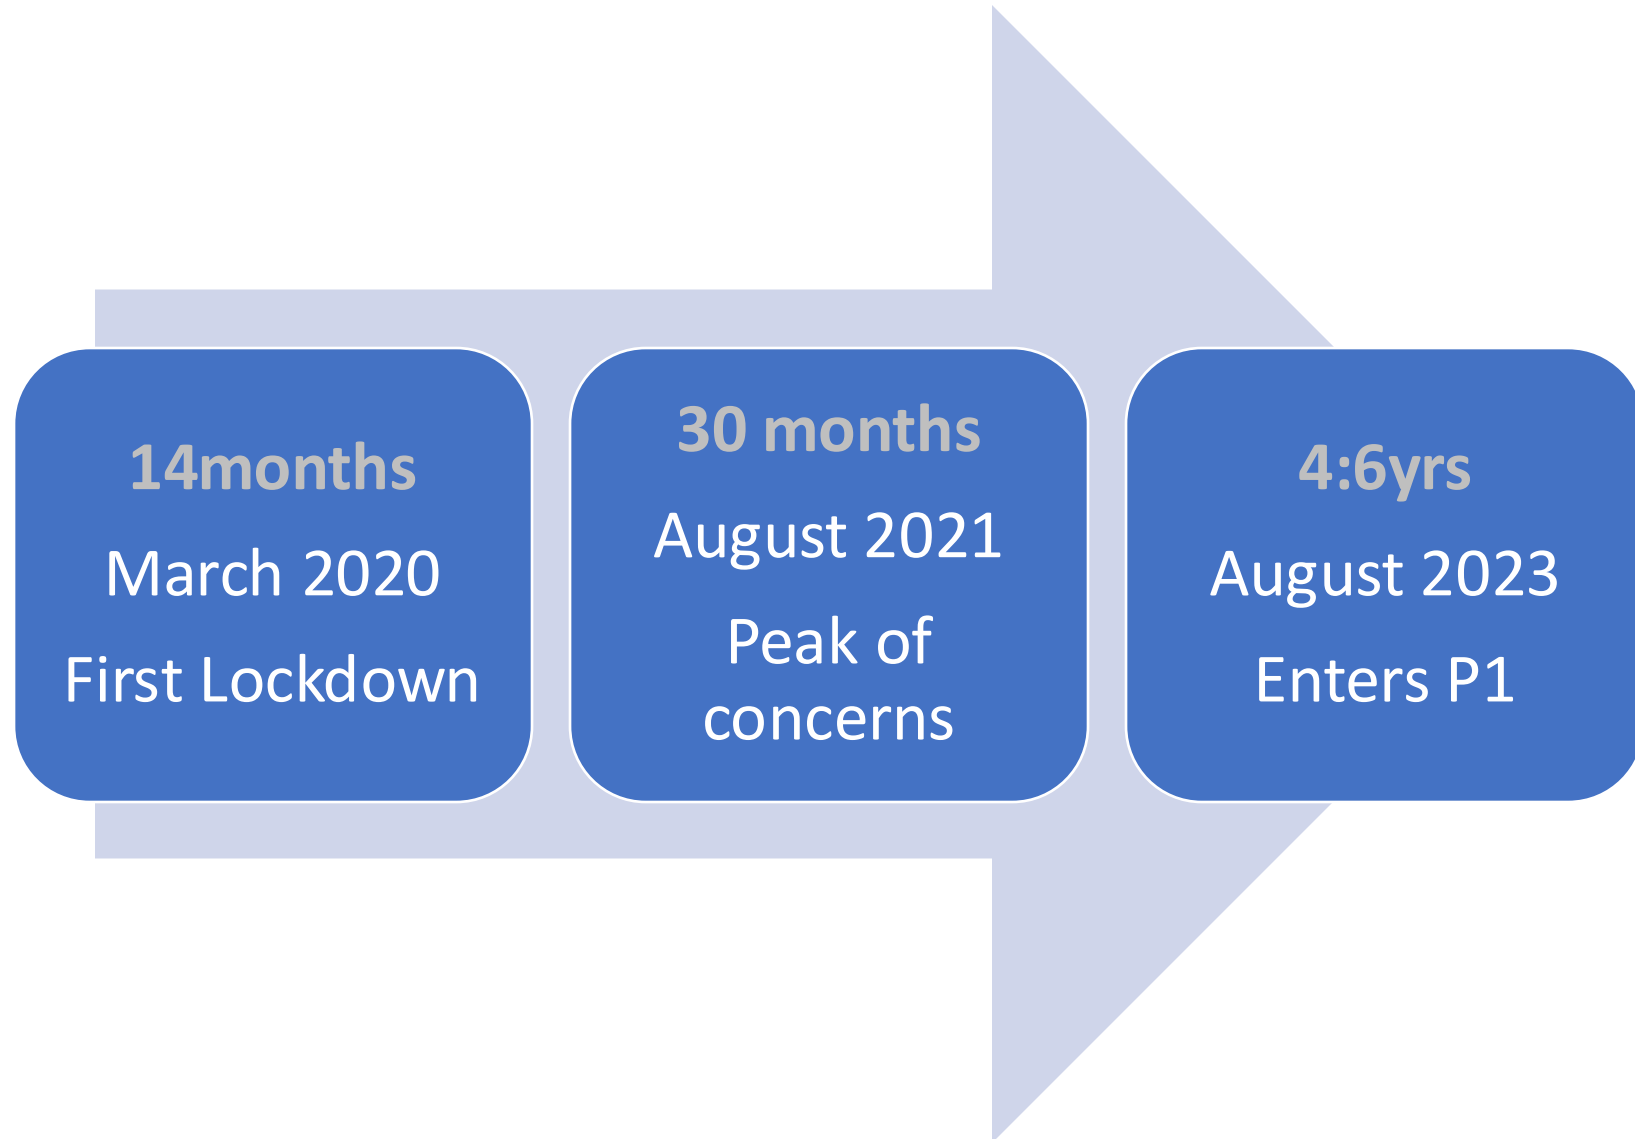 14months
March 2020
First Lockdown
30 months
August 2021
Peak of
concerns
4:6yrs
August 2023
Enters P1